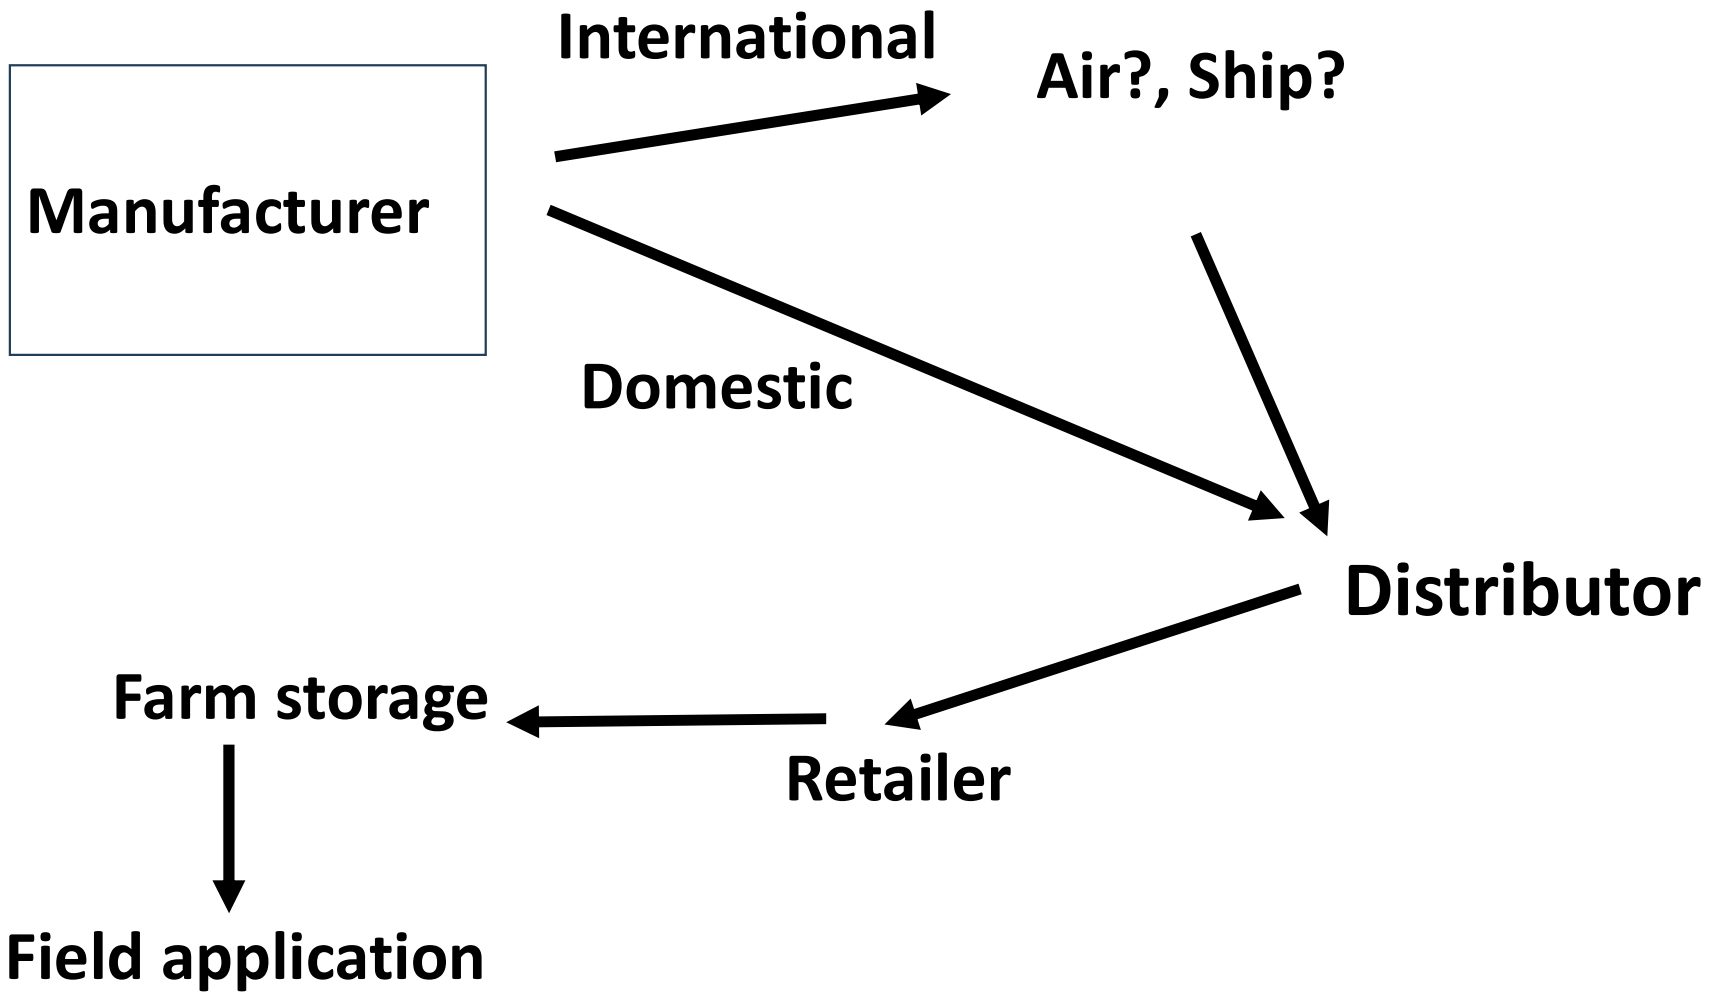 International
Air?, Ship?
Manufacturer
Domestic
Distributor
Farm storage
Retailer
Field application